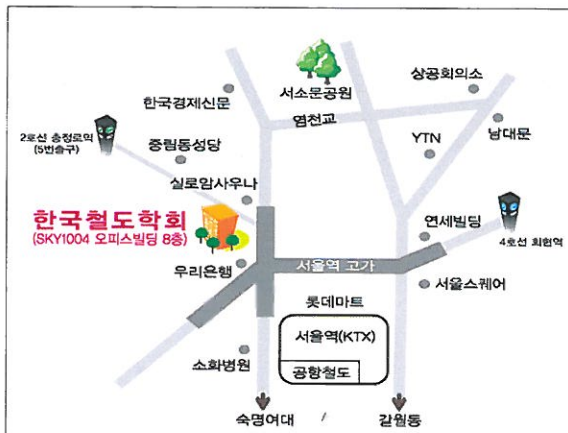 상공회의소
서소문공원
한국경제신문
염천교
2호선 충정로역
(5번출구)
중림동성당
YTN
남대문
실로암사우나
한국철도학회
(SKY1004 오피스빌딩 8층)
연세빌딩
4호선 회현역
우리은행
서울역 고가
서울스퀘어
롯데마트
서울역(KTX)
소화병원
공항철도
숙명여대
갈월동